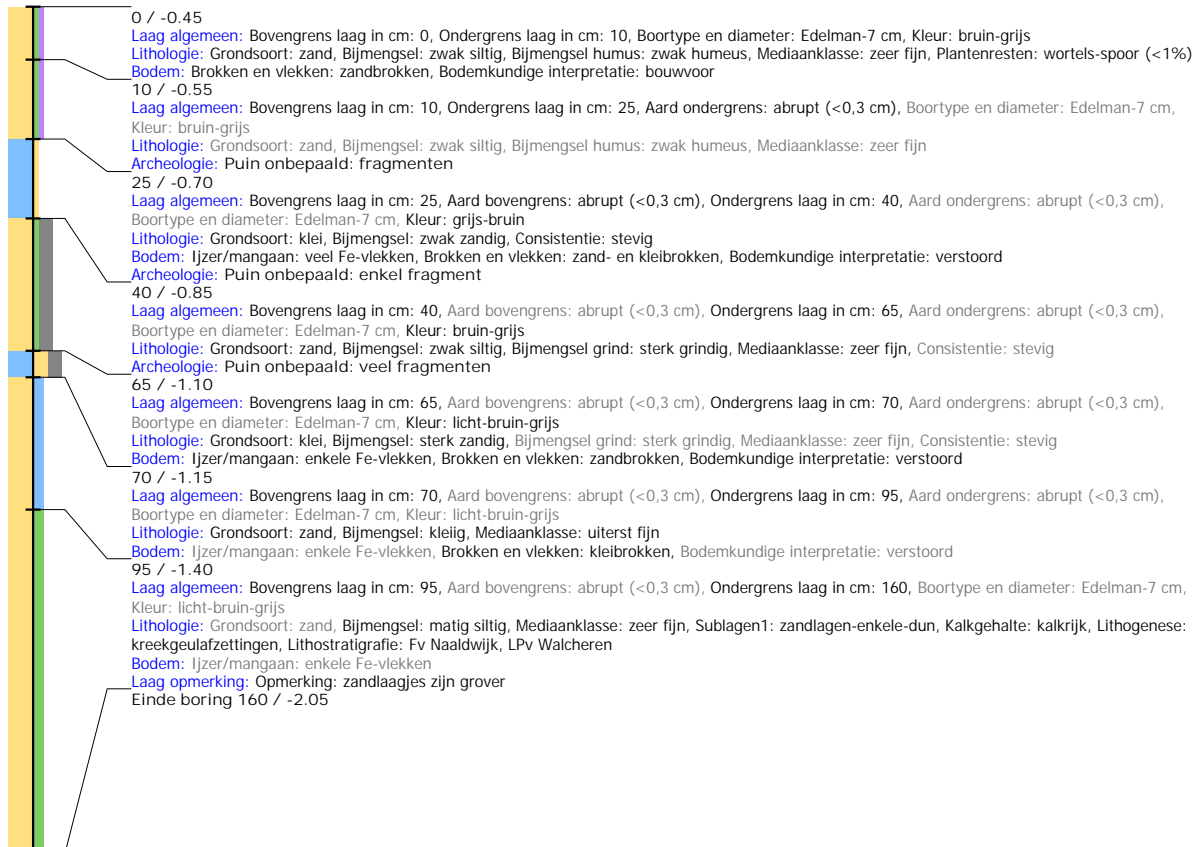 0 / -0.45
Laag algemeen: Bovengrens laag in cm: 0, Ondergrens laag in cm: 10, Boortype en diameter: Edelman-7 cm, Kleur: bruin-grijs
Lithologie: Grondsoort: zand, Bijmengsel: zwak siltig, Bijmengsel humus: zwak humeus, Mediaanklasse: zeer fijn, Plantenresten: wortels-spoor (<1%)
Bodem: Brokken en vlekken: zandbrokken, Bodemkundige interpretatie: bouwvoor
10 / -0.55
Laag algemeen: Bovengrens laag in cm: 10, Ondergrens laag in cm: 25, Aard ondergrens: abrupt (<0,3 cm), Boortype en diameter: Edelman-7 cm,
Kleur: bruin-grijs
Lithologie: Grondsoort: zand, Bijmengsel: zwak siltig, Bijmengsel humus: zwak humeus, Mediaanklasse: zeer fijn
Archeologie: Puin onbepaald: fragmenten
25 / -0.70
Laag algemeen: Bovengrens laag in cm: 25, Aard bovengrens: abrupt (<0,3 cm), Ondergrens laag in cm: 40, Aard ondergrens: abrupt (<0,3 cm),
Boortype en diameter: Edelman-7 cm, Kleur: grijs-bruin
Lithologie: Grondsoort: klei, Bijmengsel: zwak zandig, Consistentie: stevig
Bodem: Ijzer/mangaan: veel Fe-vlekken, Brokken en vlekken: zand- en kleibrokken, Bodemkundige interpretatie: verstoord
Archeologie: Puin onbepaald: enkel fragment
40 / -0.85
Laag algemeen: Bovengrens laag in cm: 40, Aard bovengrens: abrupt (<0,3 cm), Ondergrens laag in cm: 65, Aard ondergrens: abrupt (<0,3 cm),
Boortype en diameter: Edelman-7 cm, Kleur: bruin-grijs
Lithologie: Grondsoort: zand, Bijmengsel: zwak siltig, Bijmengsel grind: sterk grindig, Mediaanklasse: zeer fijn, Consistentie: stevig
Archeologie: Puin onbepaald: veel fragmenten
65 / -1.10
Laag algemeen: Bovengrens laag in cm: 65, Aard bovengrens: abrupt (<0,3 cm), Ondergrens laag in cm: 70, Aard ondergrens: abrupt (<0,3 cm),
Boortype en diameter: Edelman-7 cm, Kleur: licht-bruin-grijs
Lithologie: Grondsoort: klei, Bijmengsel: sterk zandig, Bijmengsel grind: sterk grindig, Mediaanklasse: zeer fijn, Consistentie: stevig
Bodem: Ijzer/mangaan: enkele Fe-vlekken, Brokken en vlekken: zandbrokken, Bodemkundige interpretatie: verstoord
70 / -1.15
Laag algemeen: Bovengrens laag in cm: 70, Aard bovengrens: abrupt (<0,3 cm), Ondergrens laag in cm: 95, Aard ondergrens: abrupt (<0,3 cm),
Boortype en diameter: Edelman-7 cm, Kleur: licht-bruin-grijs
Lithologie: Grondsoort: zand, Bijmengsel: kleiig, Mediaanklasse: uiterst fijn
Bodem: Ijzer/mangaan: enkele Fe-vlekken, Brokken en vlekken: kleibrokken, Bodemkundige interpretatie: verstoord
95 / -1.40
Laag algemeen: Bovengrens laag in cm: 95, Aard bovengrens: abrupt (<0,3 cm), Ondergrens laag in cm: 160, Boortype en diameter: Edelman-7 cm,
Kleur: licht-bruin-grijs
Lithologie: Grondsoort: zand, Bijmengsel: matig siltig, Mediaanklasse: zeer fijn, Sublagen1: zandlagen-enkele-dun, Kalkgehalte: kalkrijk, Lithogenese:
kreekgeulafzettingen, Lithostratigrafie: Fv Naaldwijk, LPv Walcheren
Bodem: Ijzer/mangaan: enkele Fe-vlekken
Laag opmerking: Opmerking: zandlaagjes zijn grover
Einde boring 160 / -2.05